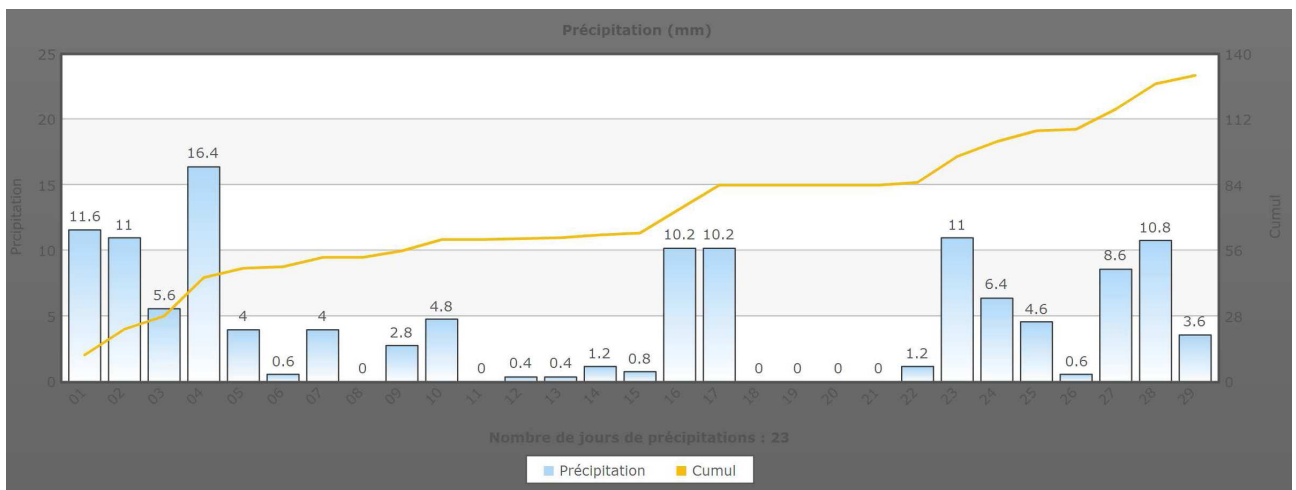 Précipitation (mm)
25 140
20 112
15 84
10 56
5 28
0 0
Prcipitation
Cumul
11.6 11 5.6 16.4 4 0.6 4 0 2.8 4.8 0 0.4 0.4 1.2 0.8 10.2 10.2 0 0 0 0 1.2 11 6.4 4.6 0.6 8.6 10.8 3.6
01 02 03 04 05 06 07 08 09 10 11 12 13 14 15 16 17 18 19 20 21 22 23 24 25 26 27 28 29
Nombre de jours de précipitations : 23
Précipitation Cumul